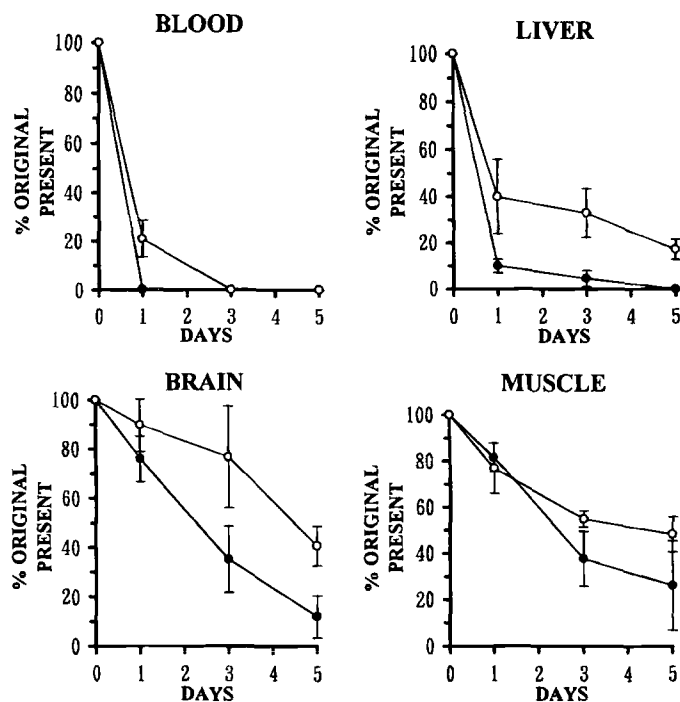 BLOOD
% ORIGINAL
PRESENT
100
80
60
40
20
0
0 1 2 3 4 5
DAYS
LIVER
% ORIGINAL
PRESENT
100
80
60
40
20
0
0 1 2 3 4 5
DAYS
BRAIN
% ORIGINAL
PRESENT
100
80
60
40
20
0
0 1 2 3 4 5
DAYS
MUSCLE
% ORIGINAL
PRESENT
100
80
60
40
20
0
0 1 2 3 4 5
DAYS